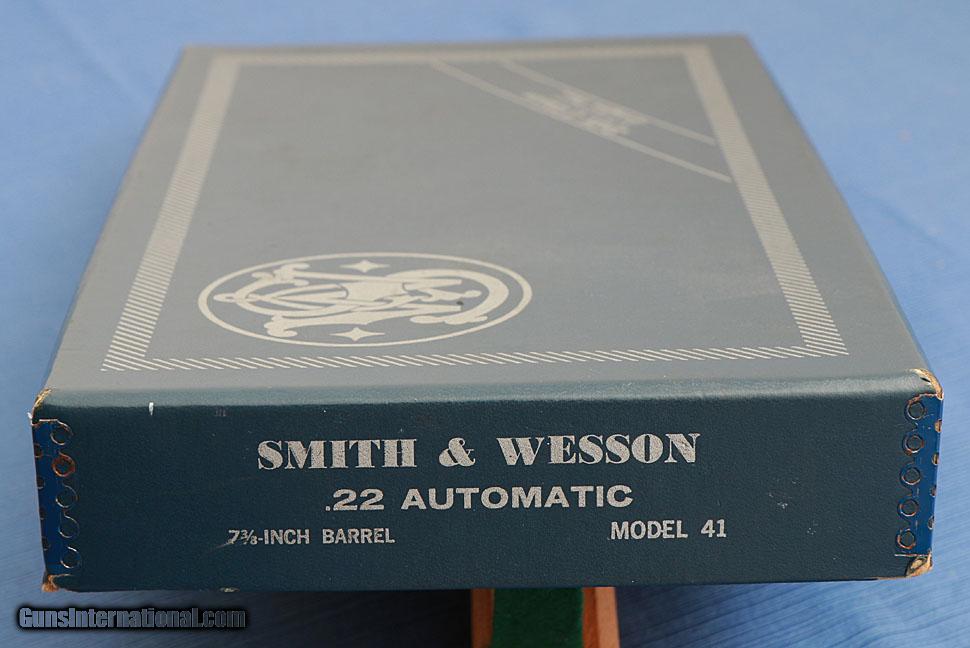 SMITH & WESSON
.22 AUTOMATIC
7⅜-INCH BARREL MODEL 41
GunsInternational.com